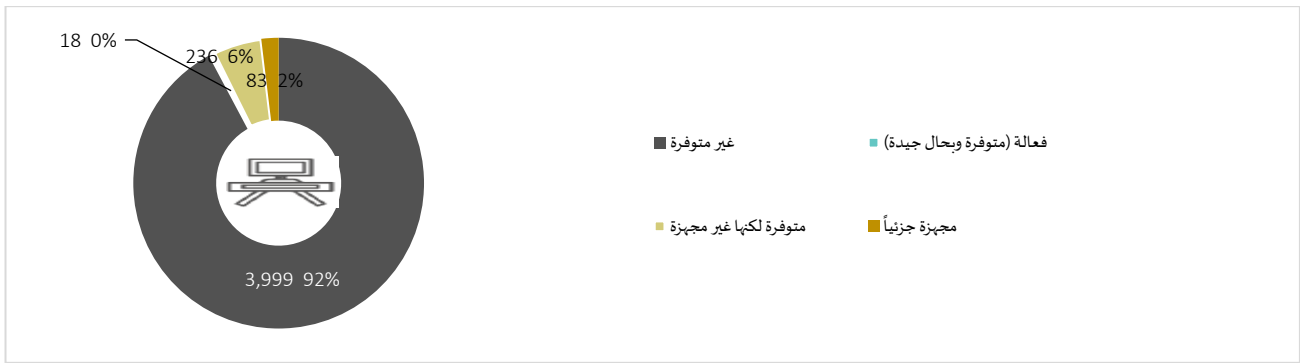 18 0%
236 6%
83 2%
3,999 92%
غير متوفرة
فعالة (متوفرة وبحال جيدة)
متوفرة لكنها غير مجهزة
مجهزة جزئياً